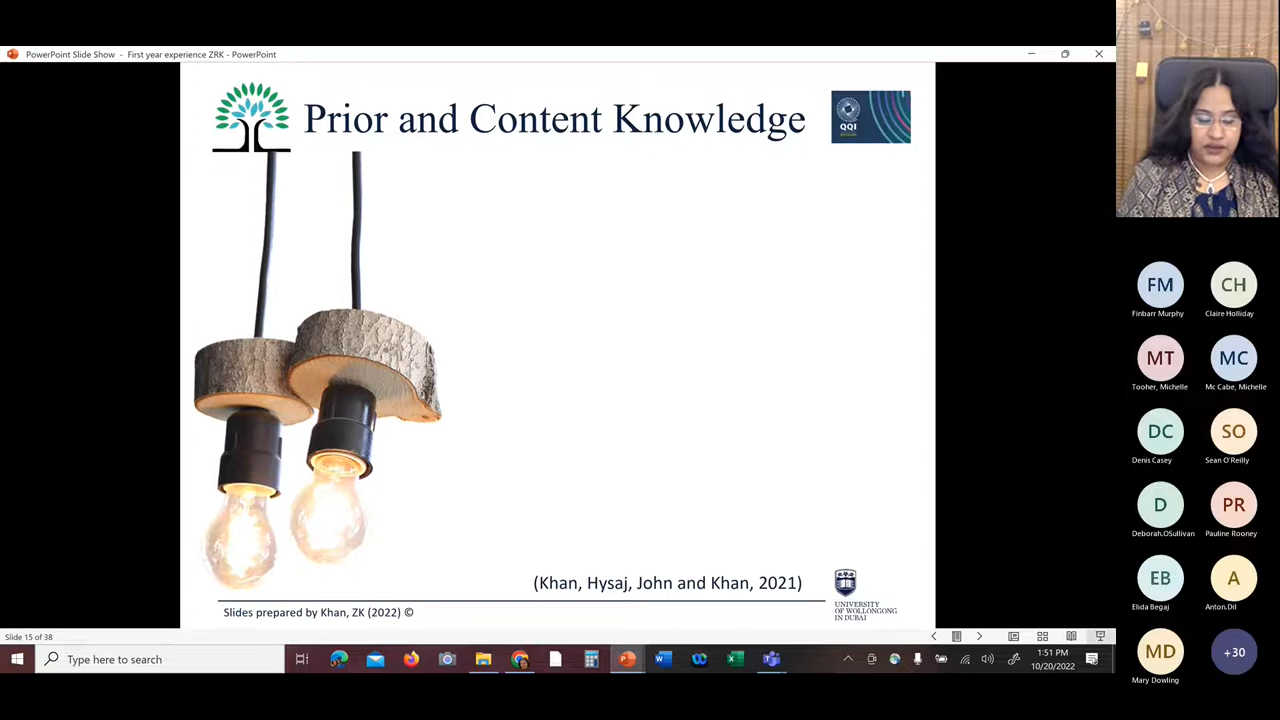 PowerPoint Slide Show - First year experience ZRK - PowerPoint
Prior and Content Knowledge
QQI
(Khan, Hysaj, John and Khan, 2021)
Slides prepared by Khan, ZK (2022) ©
UNIVERSITY
OF WOLLONGONG
IN DUBAI
Slide 15 of 38
Type here to search
1:51 PM
10/20/2022
FM
CH
Finbarr Murphy
Claire Holliday
MT
MC
Tooher, Michelle
Mc Cabe, Michelle
DC
SO
Denis Casey
Sean O'Reilly
D
PR
Deborah.OSullivan
Pauline Rooney
EB
A
Elida Begaj
Anton.Dil
MD
+30
Mary Dowling